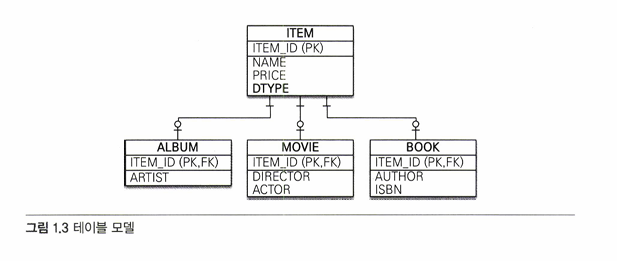 ITEM
ITEM_ID (PK)
NAME
PRICE
DTYPE
ALBUM
ITEM_ID (PK,FK)
ARTIST
MOVIE
ITEM_ID (PK,FK)
DIRECTOR
ACTOR
BOOK
ITEM_ID (PK,FK)
AUTHOR
ISBN
그림 1.3 테이블 모델